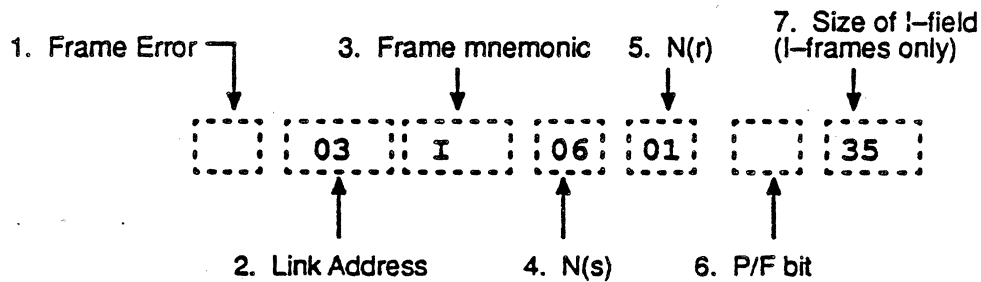 7. Size of I-field
1. Frame Error
3. Frame mnemonic
5. N(r)
(I-frames only)
03 I 06 01 35
2. Link Address
4. N(s)
6. P/F bit